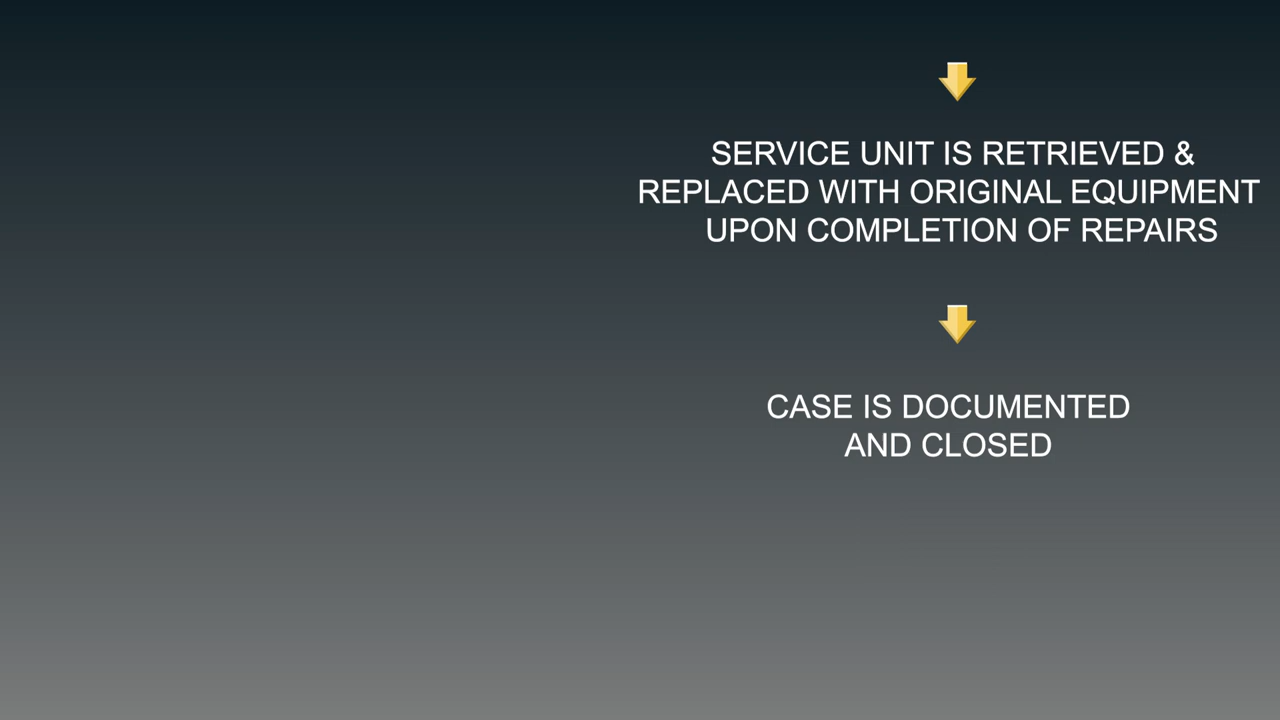 SERVICE UNIT IS RETRIEVED &
REPLACED WITH ORIGINAL EQUIPMENT
UPON COMPLETION OF REPAIRS
CASE IS DOCUMENTED
AND CLOSED